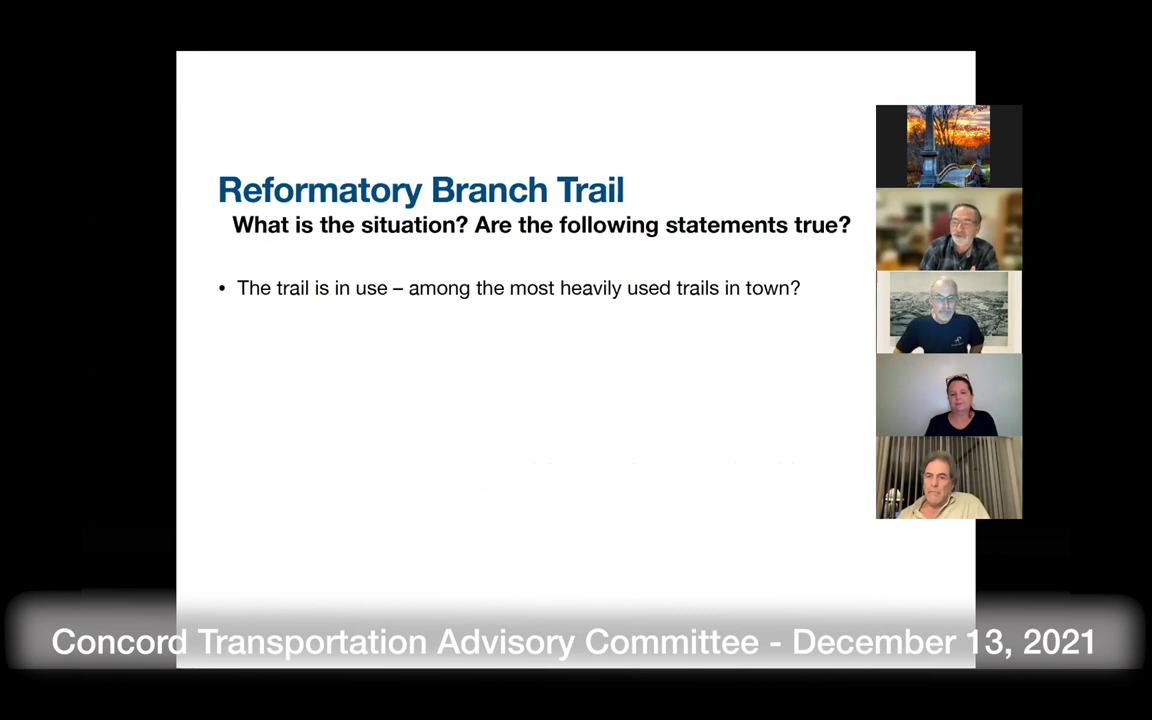 Reformatory Branch Trail
What is the situation? Are the following statements true?
• The trail is in use – among the most heavily used trails in town?
Concord Transportation Advisory Committee - December 13, 2021